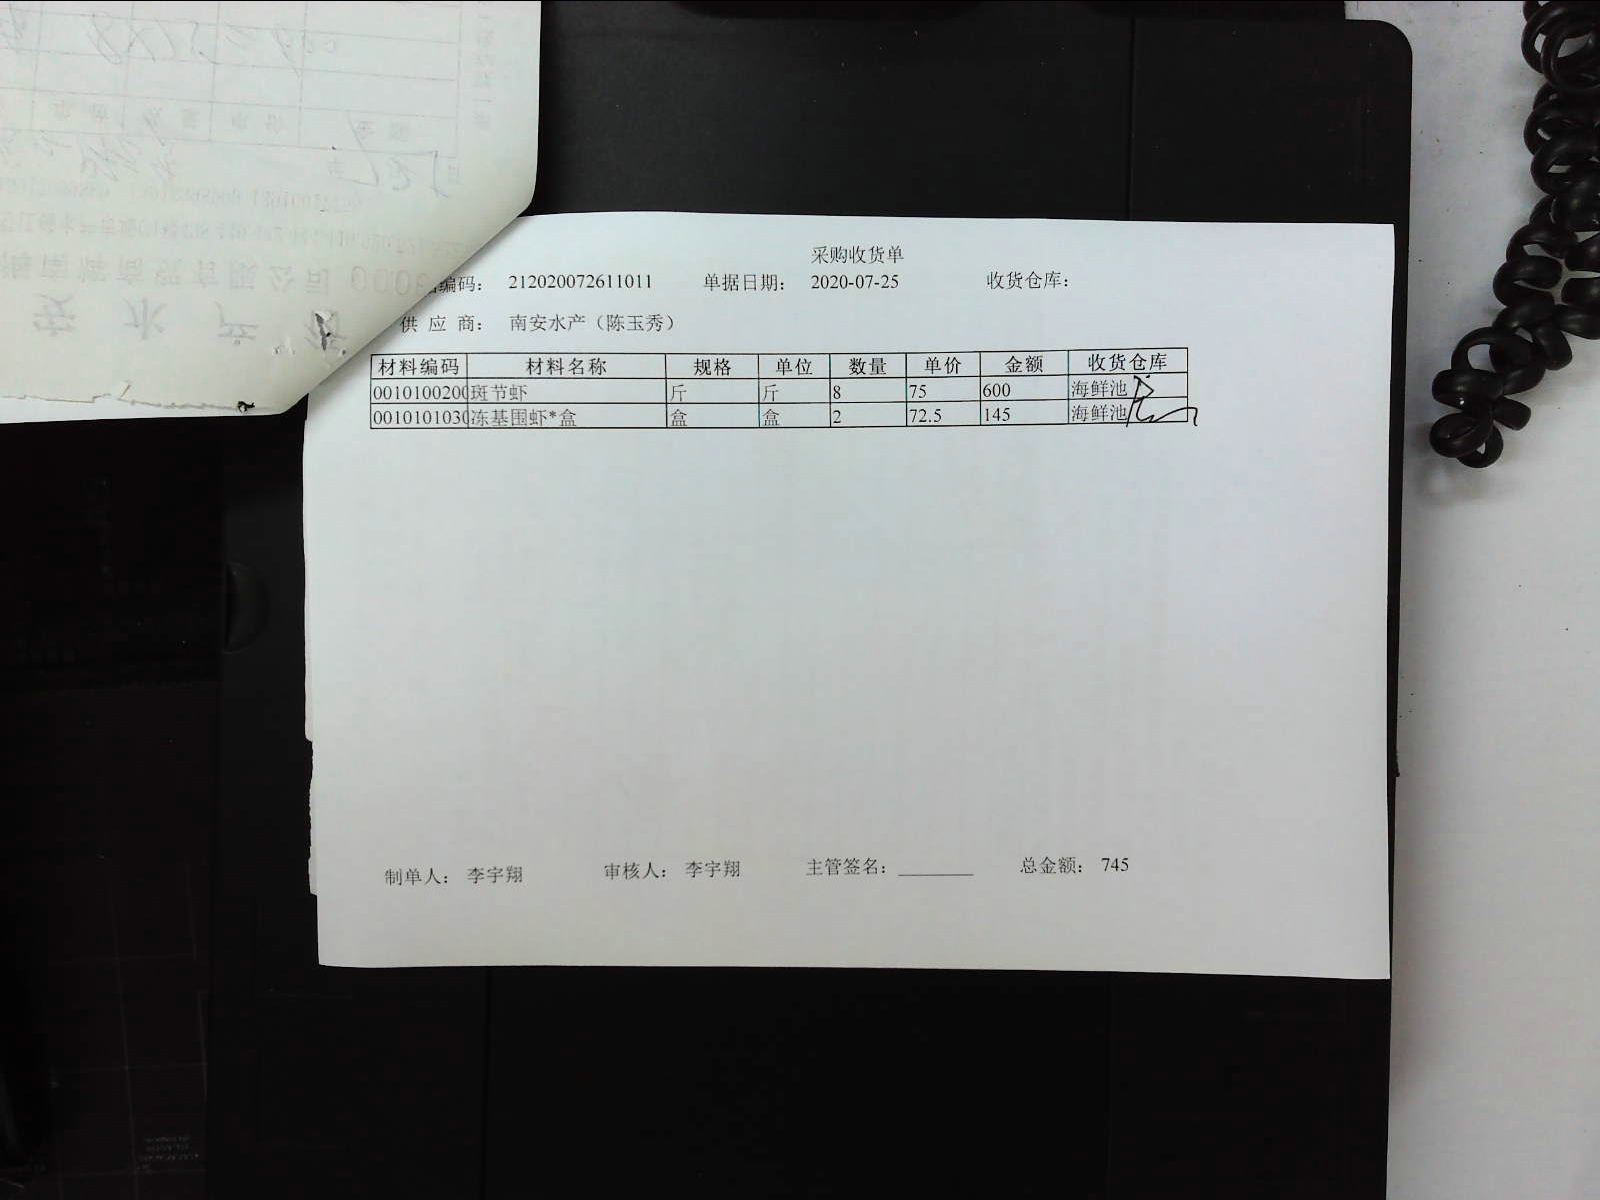 采购收货单
编码： 212020072611011 单据日期： 2020-07-25 收货仓库：
供 应 商： 南安水产（陈玉秀）
材料编码 材料名称 规格 单位 数量 单价 金额 收货仓库
0010100200 斑节虾 斤 斤 8 75 600 海鲜池
0010101030 冻基围虾*盒 盒 盒 2 72.5 145 海鲜池
制单人： 李宇翔 审核人： 李宇翔 主管签名： 总金额： 745